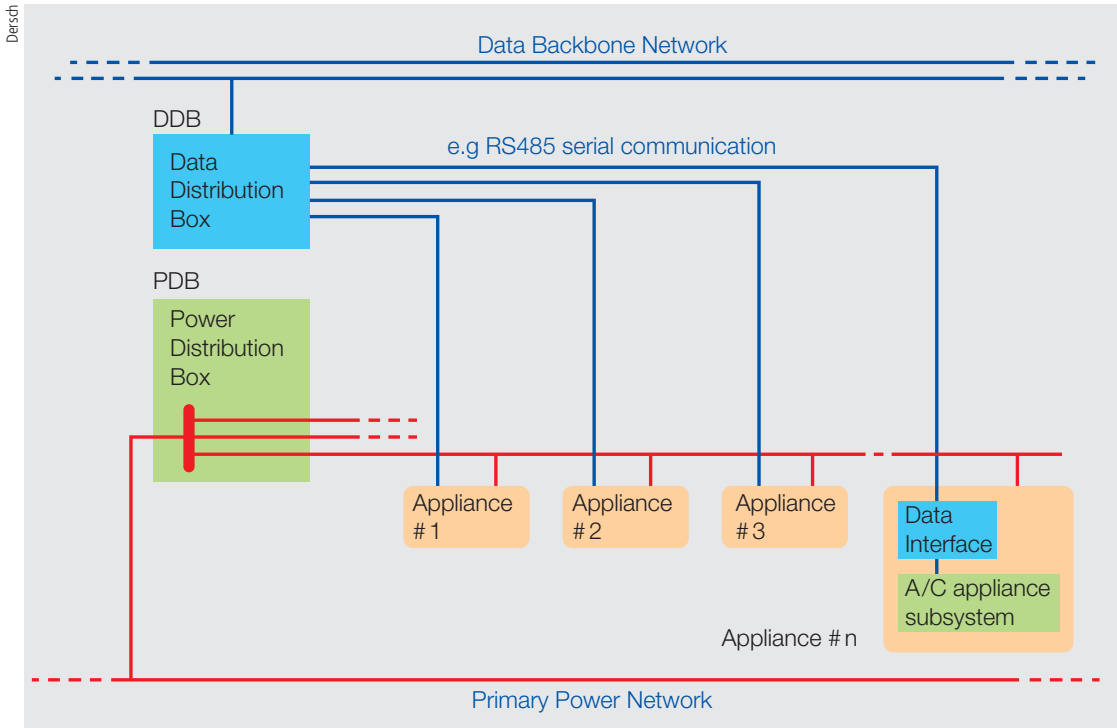 Dersch
Data Backbone Network
DDB
Data
Distribution
Box
e.g RS485 serial communication
PDB
Power
Distribution
Box
Appliance
#1
Appliance
#2
Appliance
#3
Data
Interface
A/C appliance
subsystem
Appliance #n
Primary Power Network